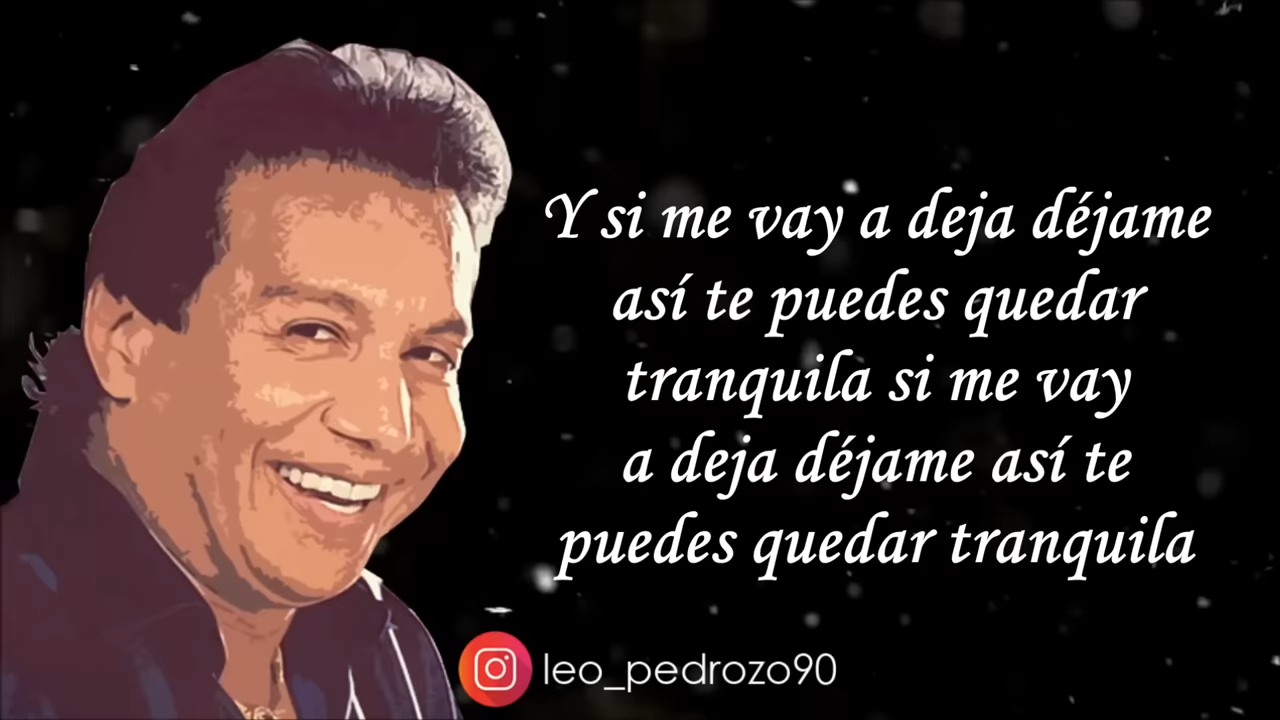 Y si me vay a deja déjame
así te puedes quedar
tranquila si me vay
a deja déjame así te
puedes quedar tranquila
leo_pedrozo90